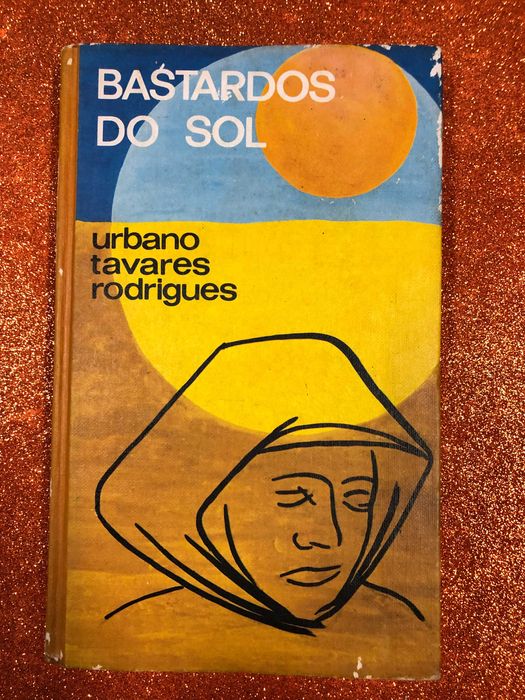 BASTARDOS
DO SOL
urbano
tavares
rodrigues